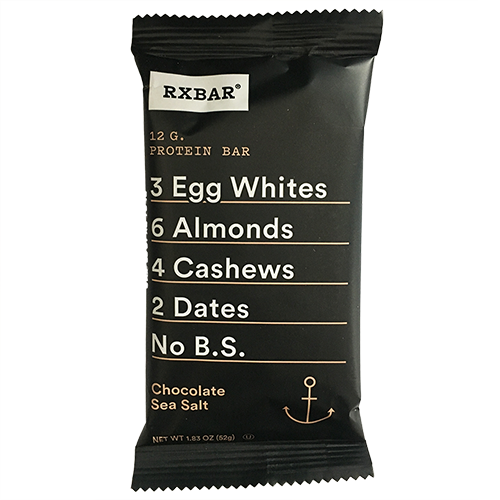 RXBAR®
12 G.
PROTEIN BAR
3 Egg Whites
6 Almonds
4 Cashews
2 Dates
No B.S.
Chocolate
Sea Salt
NET WT 1.83 OZ (52g)